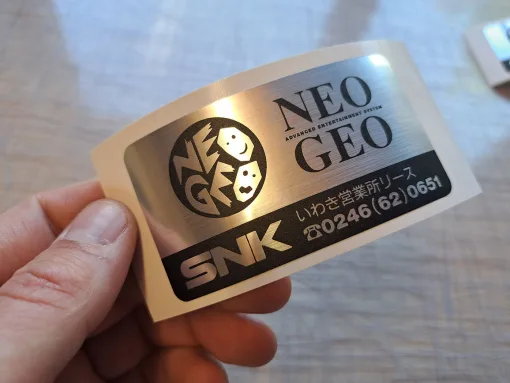 NEO
GEO
NEO
ADVANCED ENTERTAINMENT SYSTEM
GEO
SNK
いわき営業所リース
☎0246(62)0651